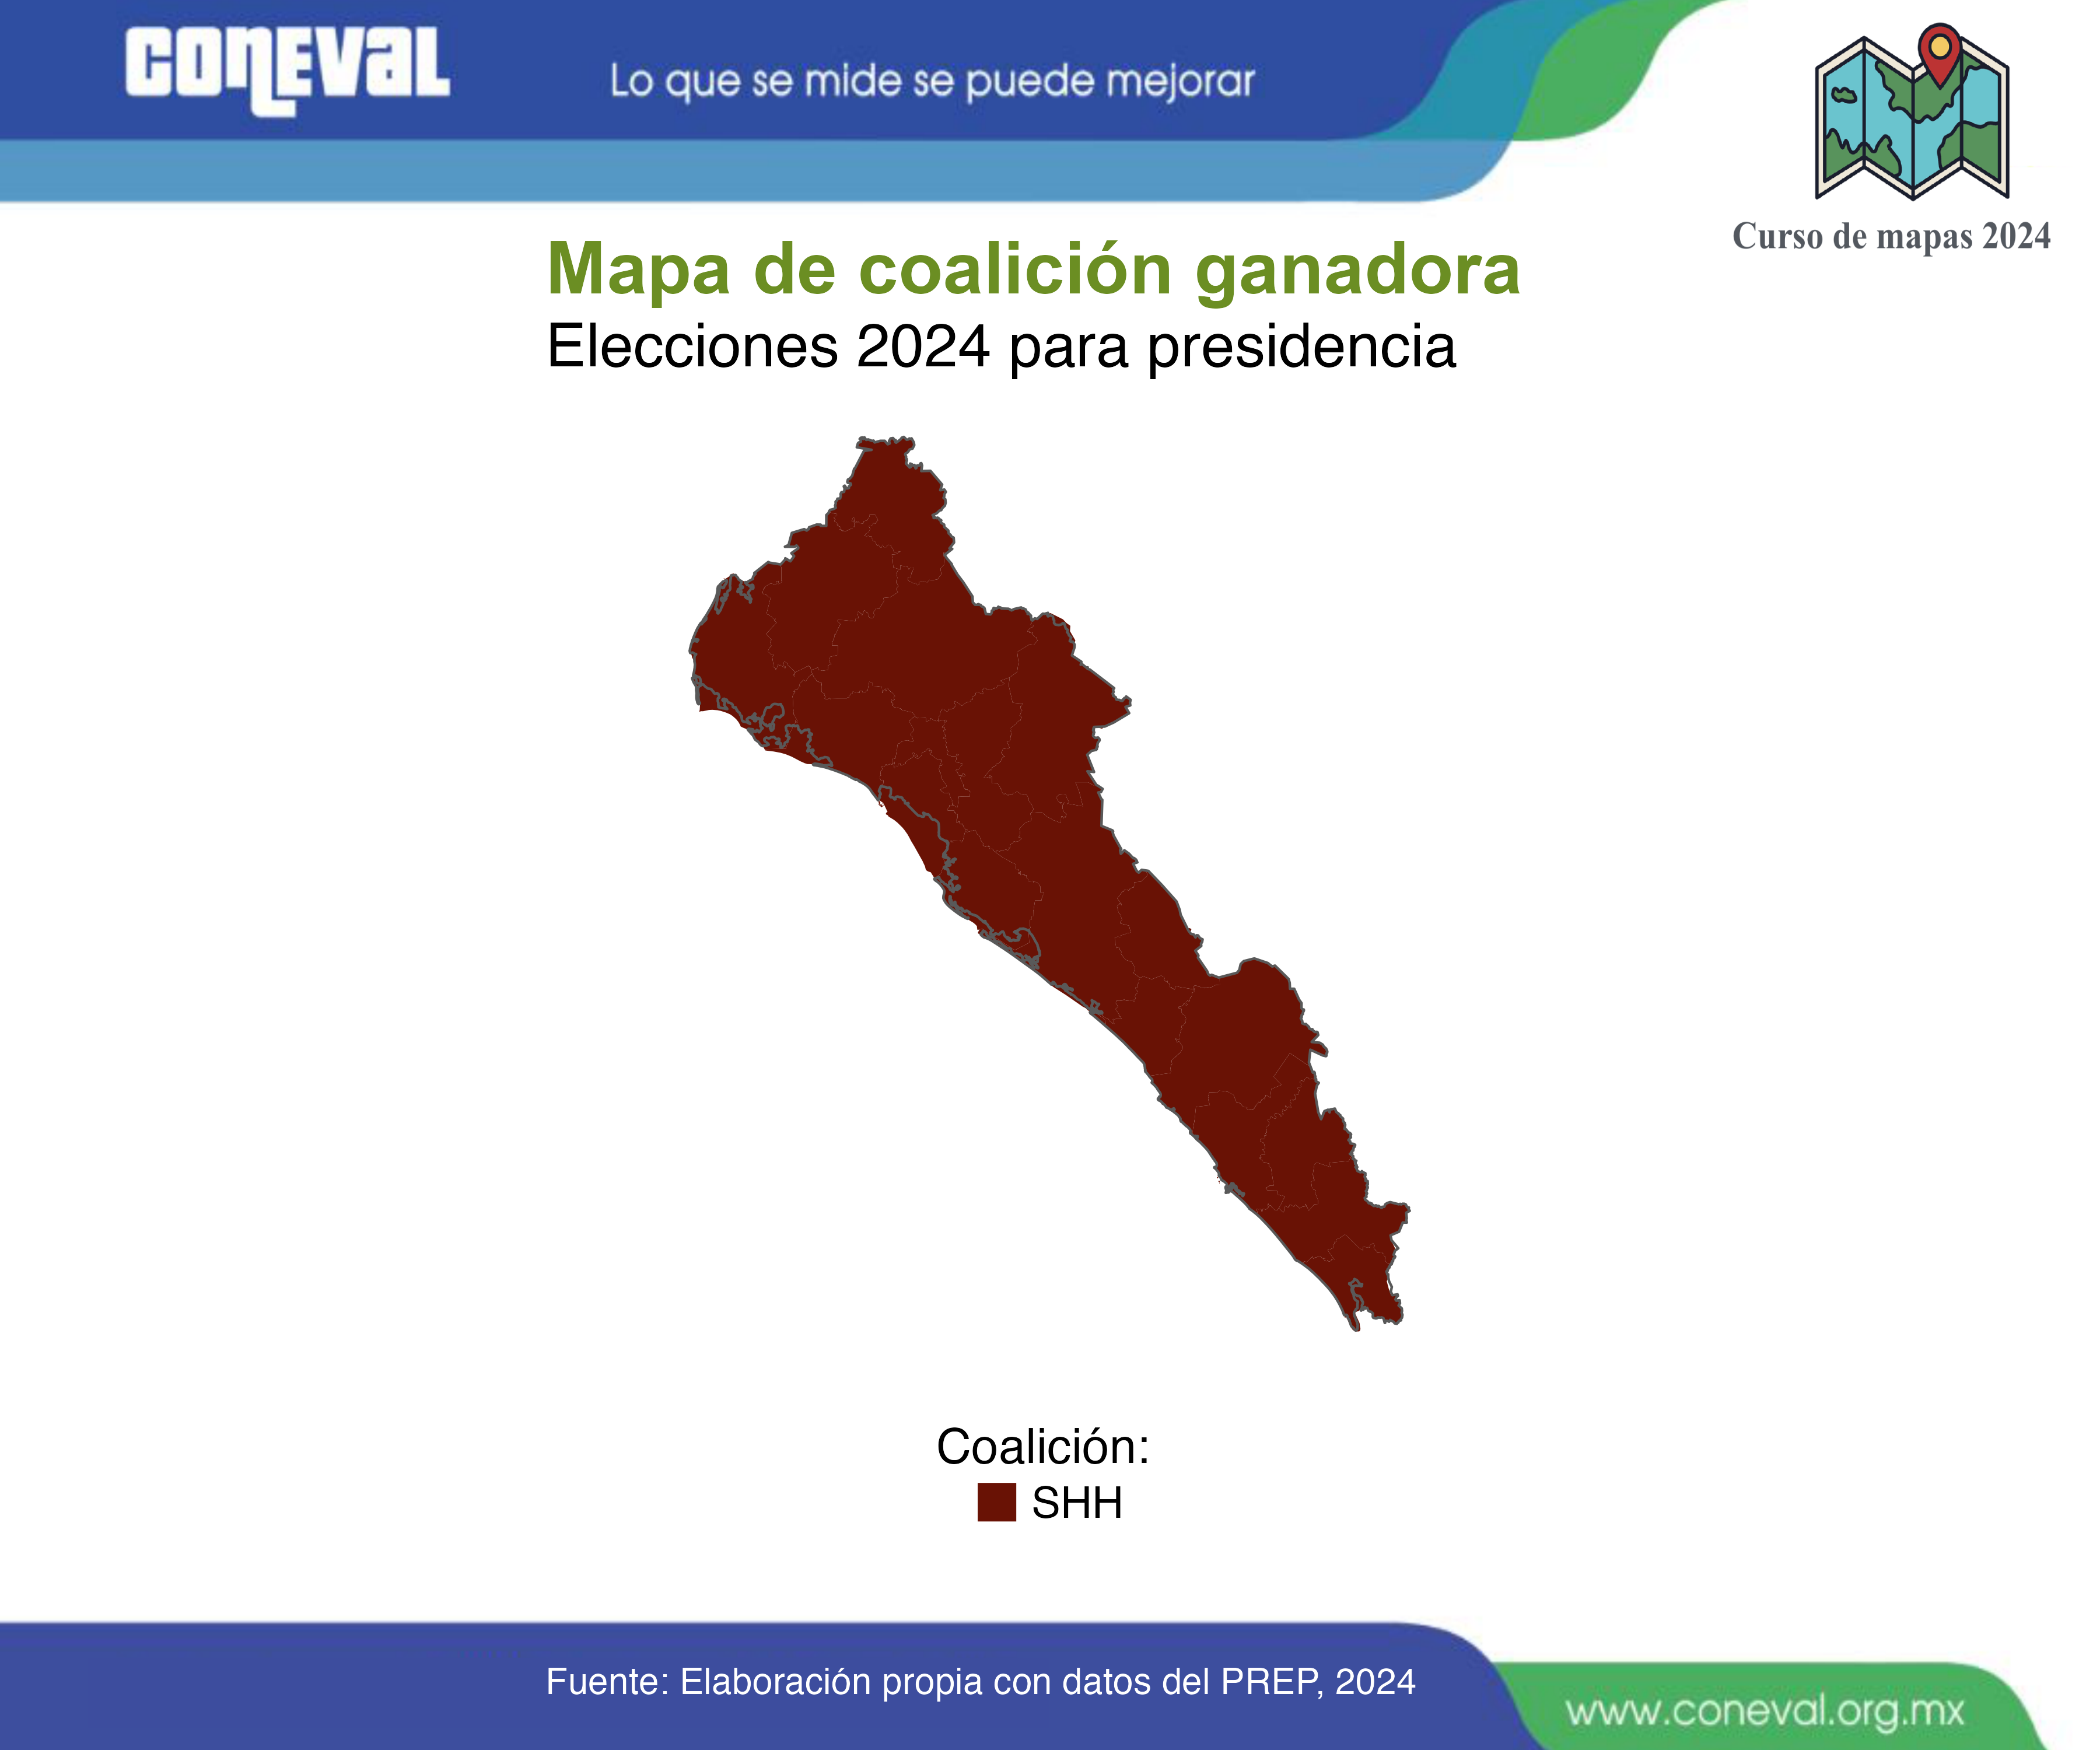 conEVal
Lo que se mide se puede mejorar
Curso de mapas 2024
Mapa de coalición ganadora
Elecciones 2024 para presidencia
Coalición:
SHH
Fuente: Elaboración propia con datos del PREP, 2024
www.coneval.org.mx